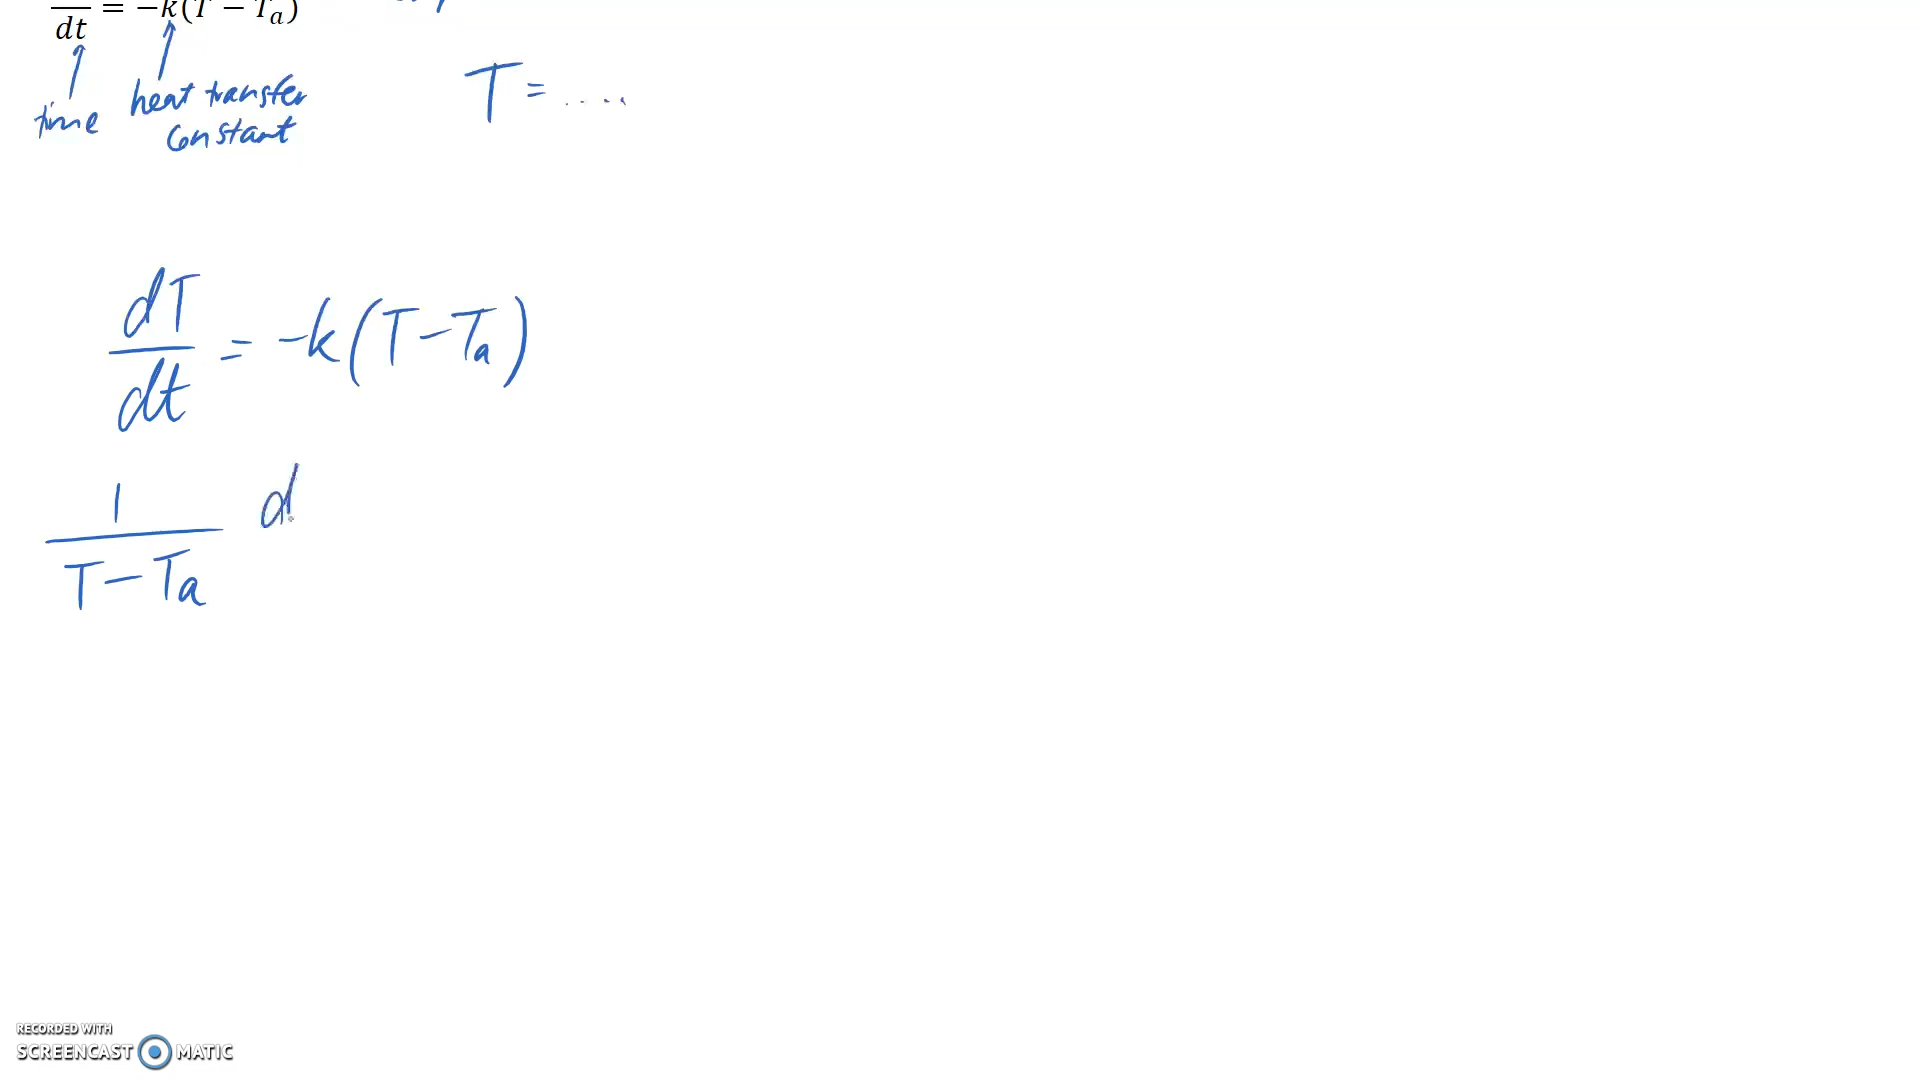 dt = −k(T − Tₐ)
time
heat transfer
constant
T = .....
dT/dt = -k(T-Ta)
1/(T-Ta) d
RECORDED WITH
SCREENCAST MATIC